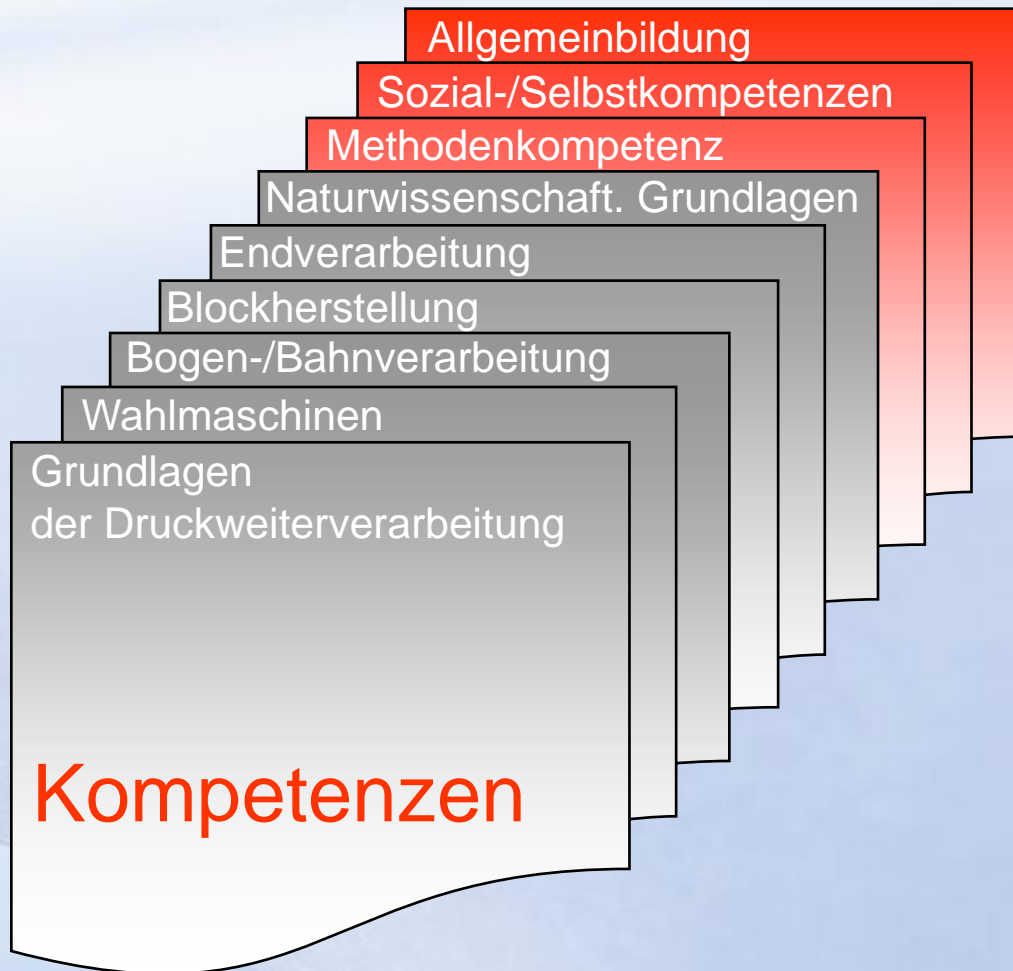 Allgemeinbildung
Sozial-/Selbstkompetenzen
Methodenkompetenz
Naturwissenschaft. Grundlagen
Endverarbeitung
Blockherstellung
Bogen-/Bahnverarbeitung
Wahlmaschinen
Grundlagen
der Druckweiterverarbeitung
Kompetenzen